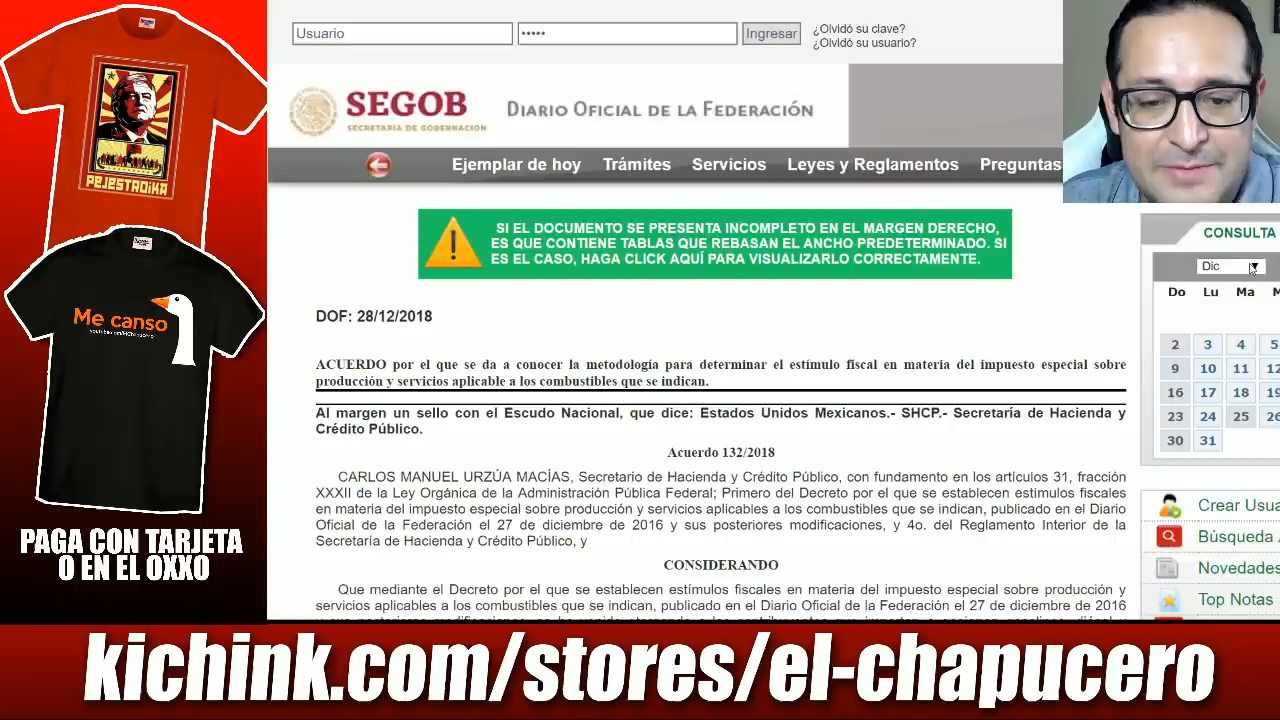 PEJESTROIKA
Me canso
PAGA CON TARJETA
O EN EL OXXO
Usuario
•••••
Ingresar
¿Olvidó su clave?
¿Olvidó su usuario?
SEGOB
SECRETARÍA DE GOBERNACIÓN
DIARIO OFICIAL DE LA FEDERACIÓN
Ejemplar de hoy Trámites Servicios Leyes y Reglamentos Preguntas
SI EL DOCUMENTO SE PRESENTA INCOMPLETO EN EL MARGEN DERECHO,
ES QUE CONTIENE TABLAS QUE REBASAN EL ANCHO PREDETERMINADO. SI
ES EL CASO, HAGA CLICK AQUÍ PARA VISUALIZARLO CORRECTAMENTE.
DOF: 28/12/2018
ACUERDO por el que se da a conocer la metodología para determinar el estímulo fiscal en materia del impuesto especial sobre
producción y servicios aplicable a los combustibles que se indican.
Al margen un sello con el Escudo Nacional, que dice: Estados Unidos Mexicanos.- SHCP.- Secretaría de Hacienda y
Crédito Público.
Acuerdo 132/2018
CARLOS MANUEL URZÚA MACÍAS, Secretario de Hacienda y Crédito Público, con fundamento en los artículos 31, fracción
XXXII de la Ley Orgánica de la Administración Pública Federal; Primero del Decreto por el que se establecen estímulos fiscales
en materia del impuesto especial sobre producción y servicios aplicables a los combustibles que se indican, publicado en el Diario
Oficial de la Federación el 27 de diciembre de 2016 y sus posteriores modificaciones, y 4o. del Reglamento Interior de la
Secretaría de Hacienda y Crédito Público, y
CONSIDERANDO
Que mediante el Decreto por el que se establecen estímulos fiscales en materia del impuesto especial sobre producción y
servicios aplicables a los combustibles que se indican, publicado en el Diario Oficial de la Federación el 27 de diciembre de 2016
CONSULTA
Dic
Do Lu Ma
2 3 4 5
9 10 11 12
16 17 18 19
23 24 25 26
30 31
Crear Usua
Búsqueda
Novedades
Top Notas
kichink.com/stores/el-chapucero